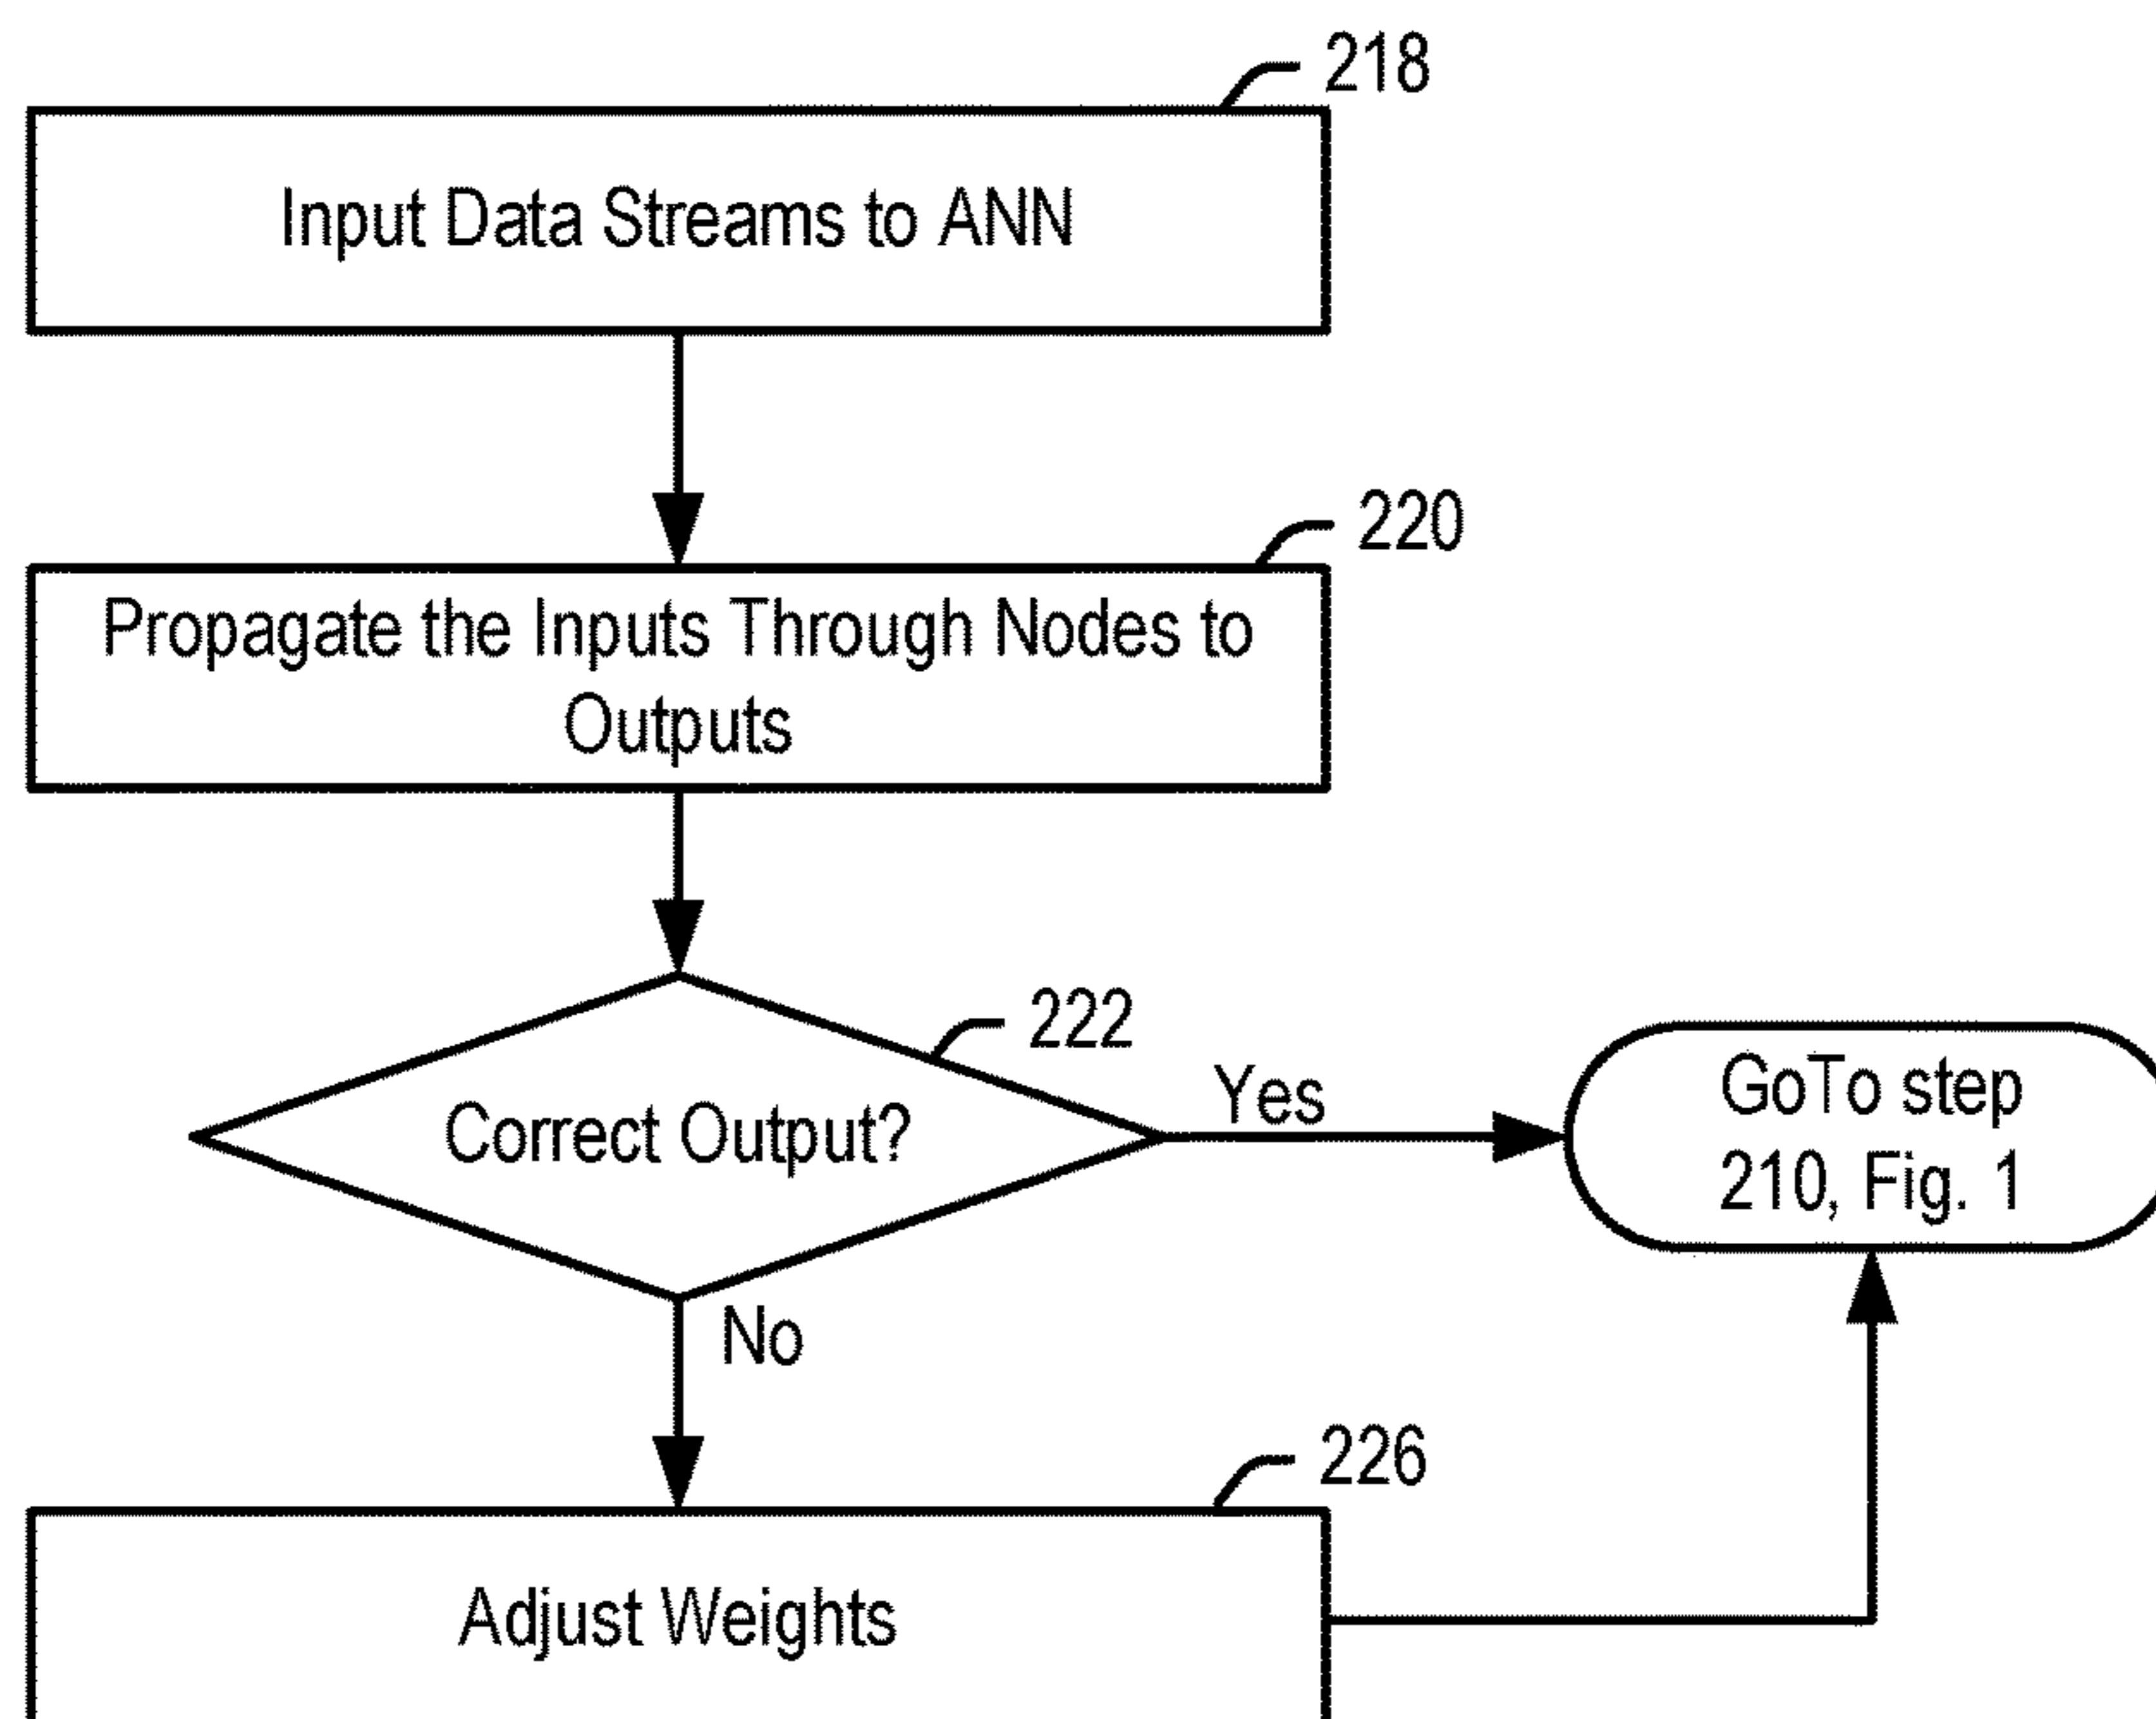 218
Input Data Streams to ANN
220
Propagate the Inputs Through Nodes to
Outputs
222
Correct Output?
Yes
GoTo step
210, Fig. 1
No
226
Adjust Weights